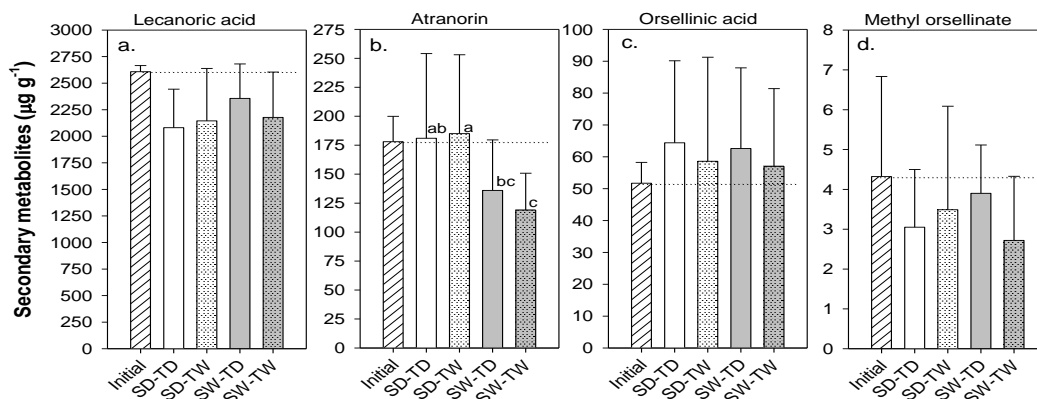 Lecanoric acid
Atranorin
Orsellinic acid
Methyl orsellinate
Secondary metabolites (µg g⁻¹)
a.
3000
2750
2500
2250
2000
1750
1500
1250
1000
750
500
250
Initial
SD-TD
SD-TW
SW-TD
SW-TW
b.
275
250
225
200
175
150
125
100
75
50
25
0
ab
a
bc
c
Initial
SD-TD
SD-TW
SW-TD
SW-TW
c.
100
90
80
70
60
50
40
30
20
10
0
Initial
SD-TD
SD-TW
SW-TD
SW-TW
d.
8
7
6
5
4
3
2
1
0
Initial
SD-TD
SD-TW
SW-TD
SW-TW